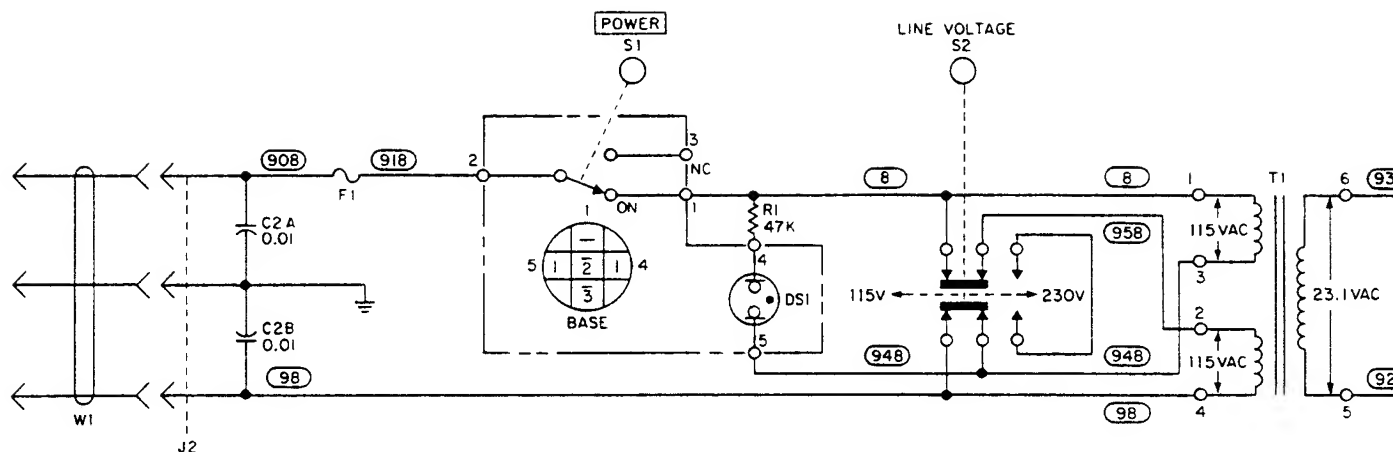 POWER
S1
LINE VOLTAGE
S2
908
918
2
3
NC
8
8
1
T1
6
93
F1
ON
1
R1
47K
C2A
0.01
1
958
115VAC
4
3
5
1
2
1
4
3
BASE
DS1
115V
230V
2
23.1VAC
C2B
0.01
5
948
948
115VAC
98
92
W1
98
4
5
J2